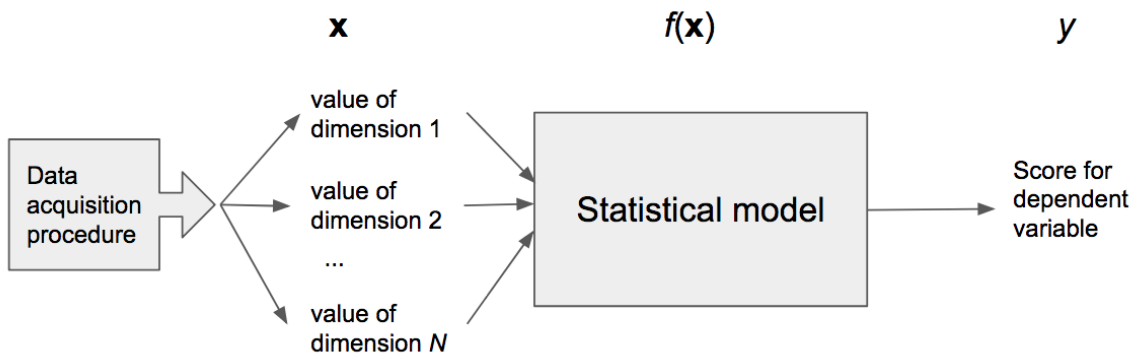 x
f(x)
y
Data
acquisition
procedure
value of
dimension 1
value of
dimension 2
...
value of
dimension N
Statistical model
Score for
dependent
variable